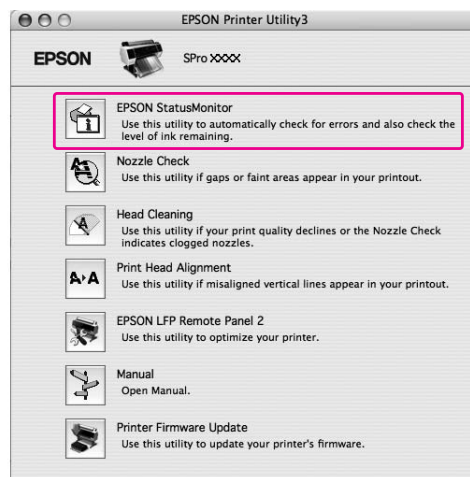 EPSON Printer Utility3
EPSON
SPro XXXX
EPSON StatusMonitor
Use this utility to automatically check for errors and also check the
level of ink remaining.
Nozzle Check
Use this utility if gaps or faint areas appear in your printout.
Head Cleaning
Use this utility if your print quality declines or the Nozzle Check
indicates clogged nozzles.
A A
Print Head Alignment
Use this utility if misaligned vertical lines appear in your printout.
EPSON LFP Remote Panel 2
Use this utility to optimize your printer.
Manual
Open Manual.
Printer Firmware Update
Use this utility to update your printer's firmware.